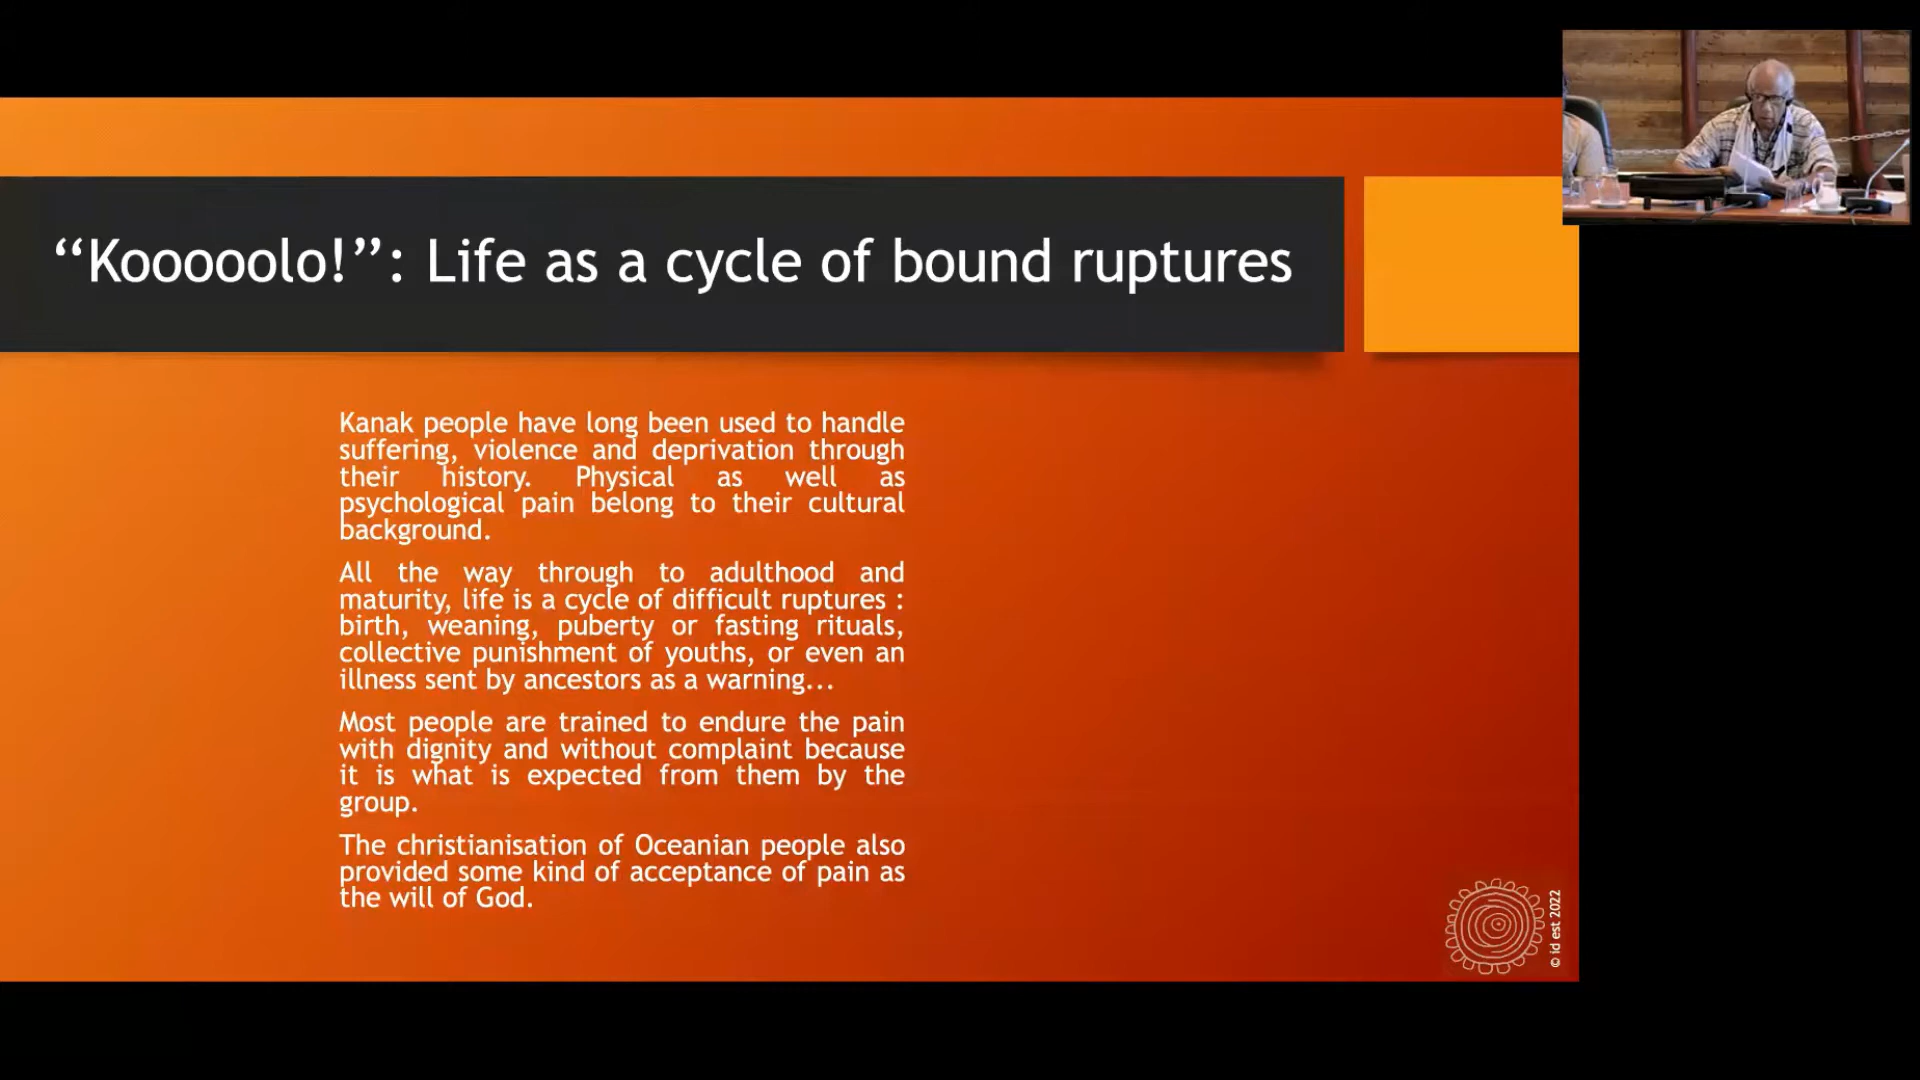 “Kooooolo!”: Life as a cycle of bound ruptures
Kanak people have long been used to handle
suffering, violence and deprivation through
their history. Physical as well as
psychological pain belong to their cultural
background.
All the way through to adulthood and
maturity, life is a cycle of difficult ruptures :
birth, weaning, puberty or fasting rituals,
collective punishment of youths, or even an
illness sent by ancestors as a warning...
Most people are trained to endure the pain
with dignity and without complaint because
it is what is expected from them by the
group.
The christianisation of Oceanian people also
provided some kind of acceptance of pain as
the will of God.
© id est 2022